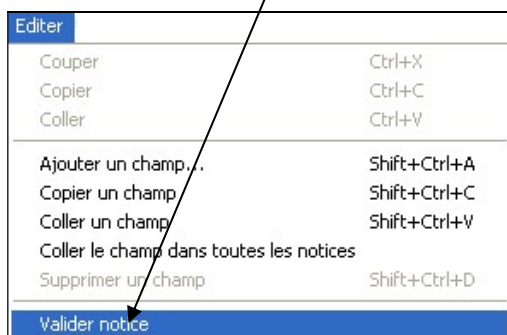 Editer
Couper Ctrl+X
Copier Ctrl+C
Coller Ctrl+V
Ajouter un champ... Shift+Ctrl+A
Copier un champ Shift+Ctrl+C
Coller un champ Shift+Ctrl+V
Coller le champ dans toutes les notices
Supprimer un champ Shift+Ctrl+D
Valider notice